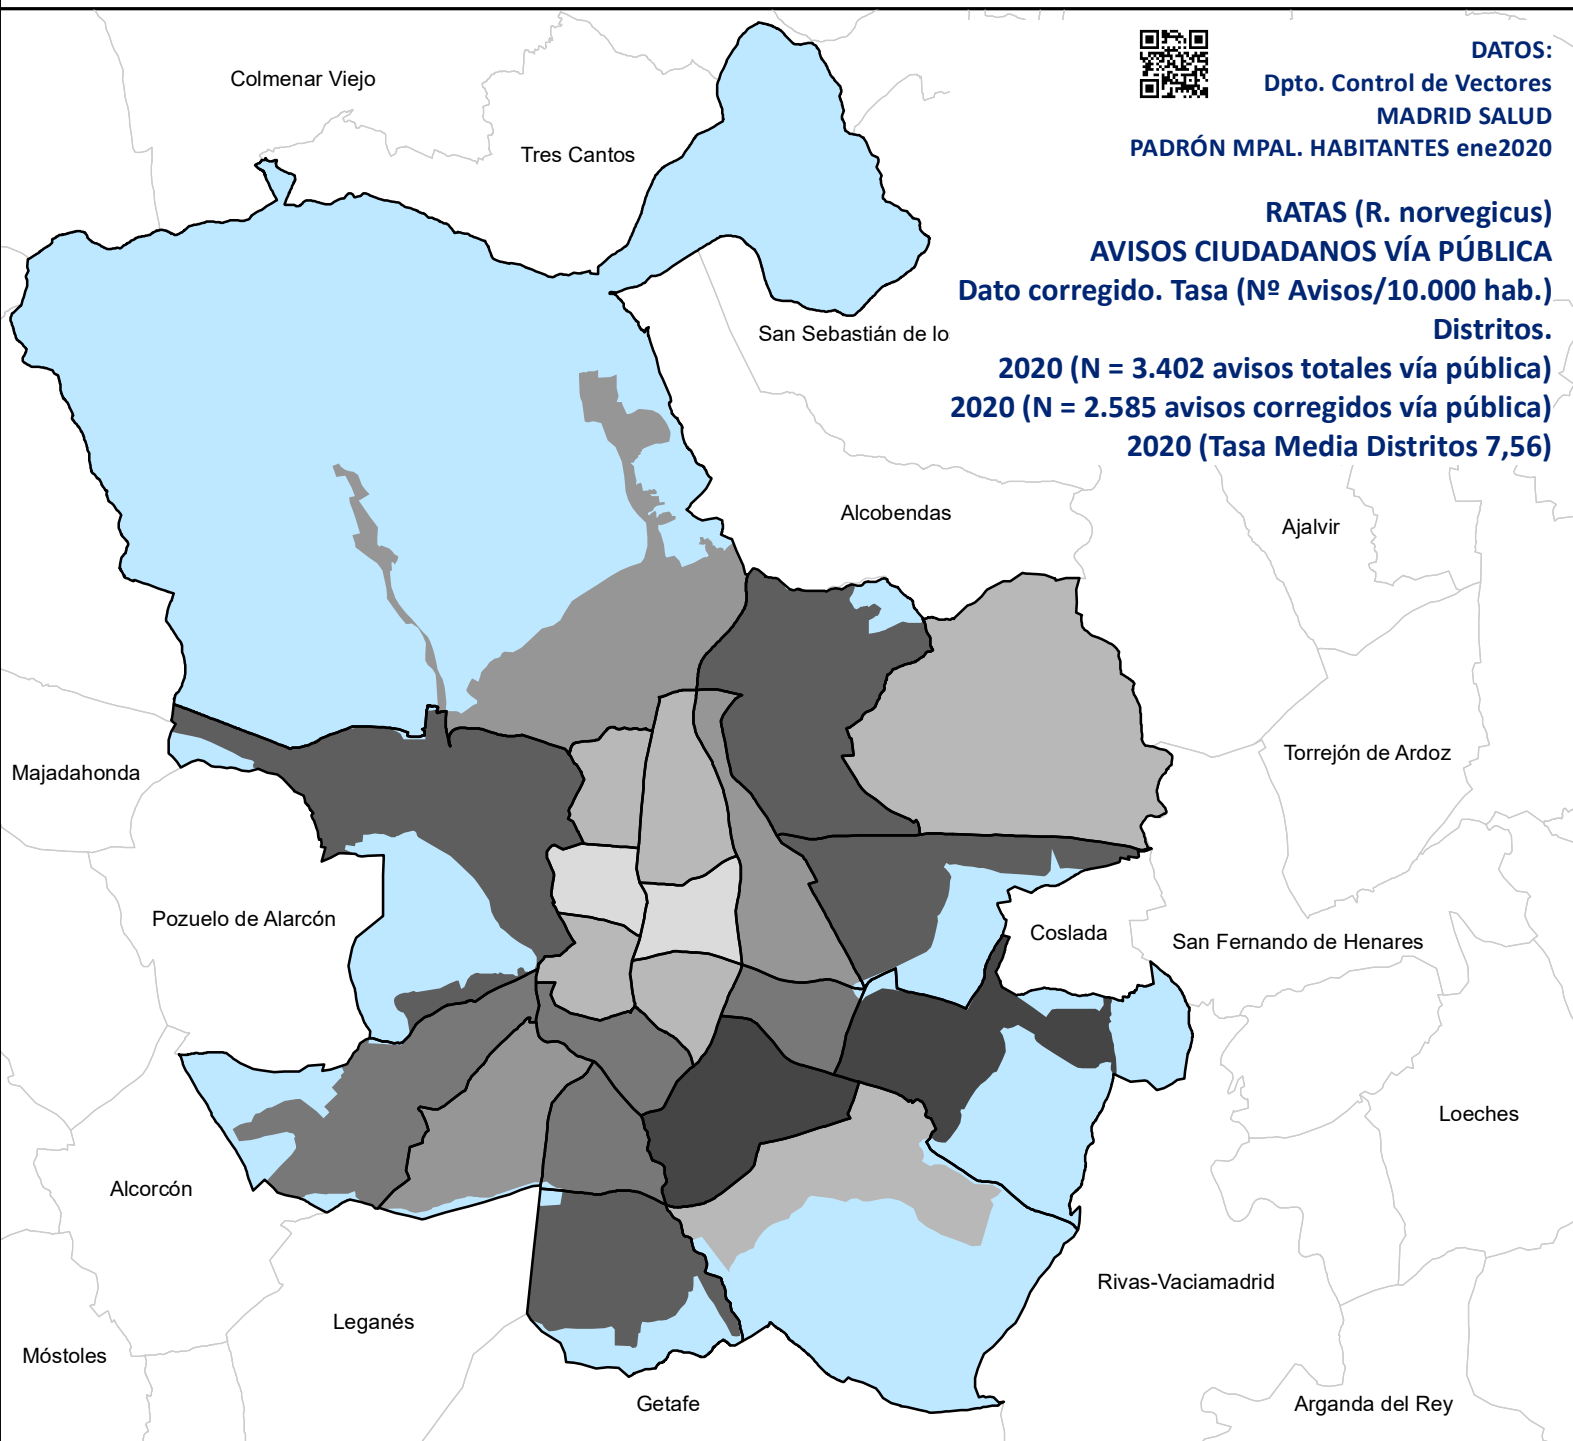 DATOS:
Dpto. Control de Vectores
MADRID SALUD
PADRÓN MPAL. HABITANTES ene2020
RATAS (R. norvegicus)
AVISOS CIUDADANOS VÍA PÚBLICA
Dato corregido. Tasa (Nº Avisos/10.000 hab.)
Distritos.
2020 (N = 3.402 avisos totales vía pública)
2020 (N = 2.585 avisos corregidos vía pública)
2020 (Tasa Media Distritos 7,56)
Colmenar Viejo
Tres Cantos
San Sebastián de lo
Alcobendas
Ajalvir
Torrejón de Ardoz
Majadahonda
Pozuelo de Alarcón
Coslada
San Fernando de Henares
Loeches
Alcorcón
Rivas-Vaciamadrid
Leganés
Móstoles
Getafe
Arganda del Rey